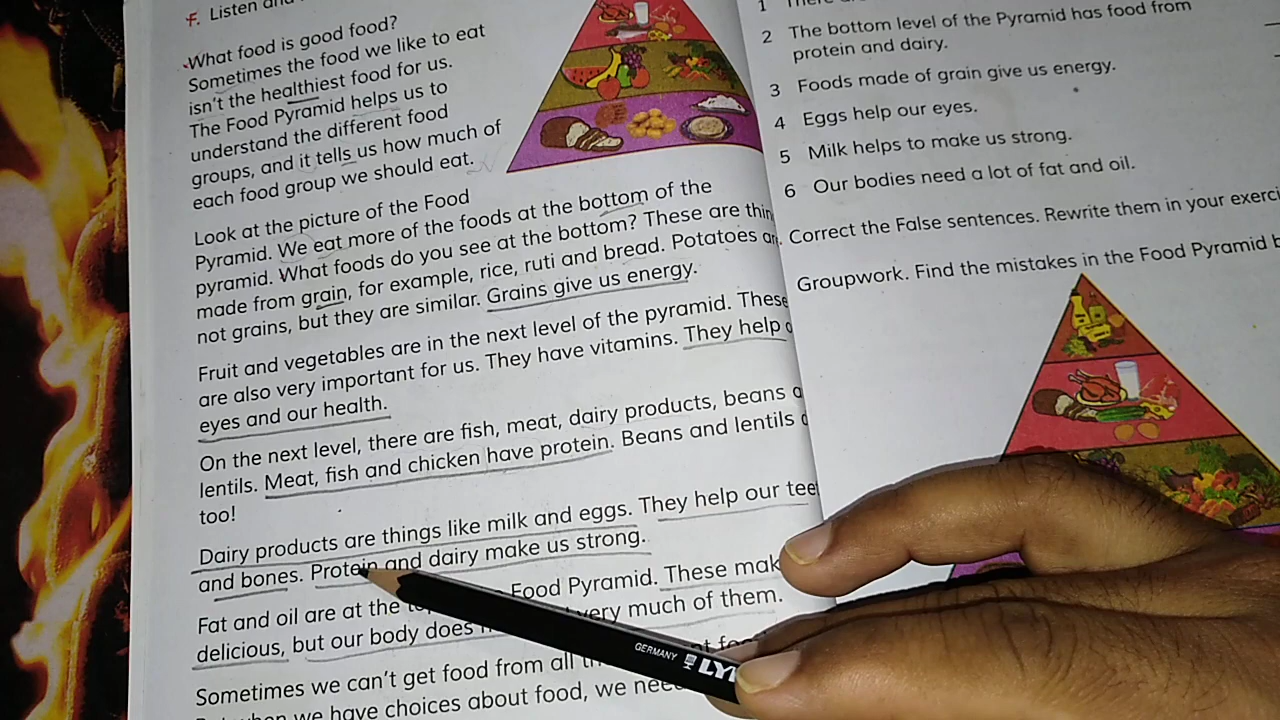 F. Listen and
What food is good food?
Sometimes the food we like to eat
isn't the healthiest food for us.
The Food Pyramid helps us to
understand the different food
groups, and it tells us how much of
each food group we should eat.
Look at the picture of the Food
Pyramid. We eat more of the foods at the bottom of the
pyramid. What foods do you see at the bottom? These are
made from grain, for example, rice, ruti and bread. Potatoes
not grains, but they are similar. Grains give us energy.
Fruit and vegetables are in the next level of the pyramid. These
are also very important for us. They have vitamins. They help
eyes and our health.
On the next level, there are fish, meat, dairy products, beans
lentils. Meat, fish and chicken have protein. Beans and lentils
too!
Dairy products are things like milk and eggs. They help our
and bones. Protein and dairy make us strong.
Fat and oil are at the Food Pyramid. These
delicious, but our body does very much of them.
Sometimes we can't get food from all
we have choices about food, we
1
2 The bottom level of the Pyramid has food from
protein and dairy.
3 Foods made of grain give us energy.
4 Eggs help our eyes.
5 Milk helps to make us strong.
6 Our bodies need a lot of fat and oil.
Correct the False sentences. Rewrite them in your
Groupwork. Find the mistakes in the Food Pyramid
GERMANY LY